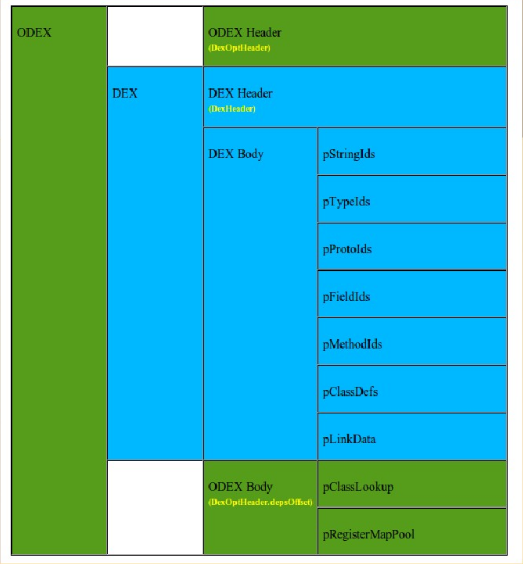 ODEX
ODEX Header
(DexOptHeader)
DEX
DEX Header
(DexHeader)
DEX Body
pStringIds
pTypeIds
pProtoIds
pFieldIds
pMethodIds
pClassDefs
pLinkData
ODEX Body
(DexOptHeader.depsOffset)
pClassLookup
pRegisterMapPool